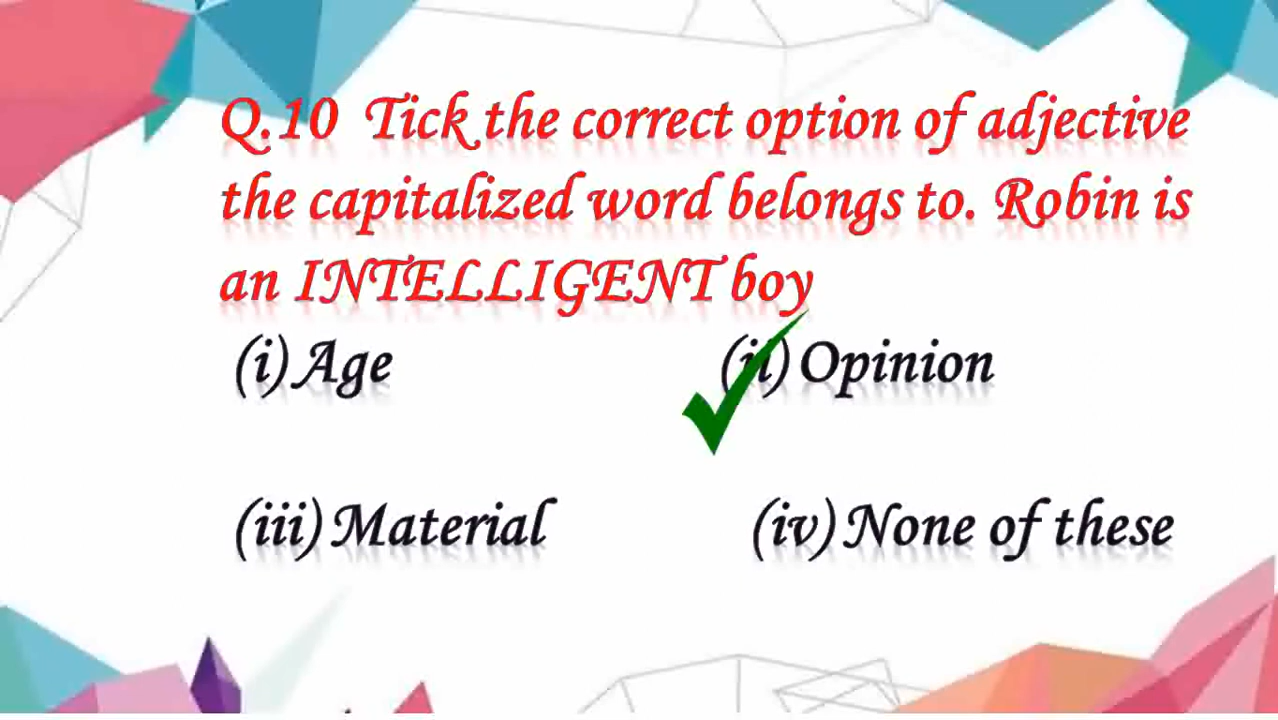 Q.10 Tick the correct option of adjective
the capitalized word belongs to. Robin is
an INTELLIGENT boy
(i) Age (ii) Opinion
(iii) Material (iv) None of these